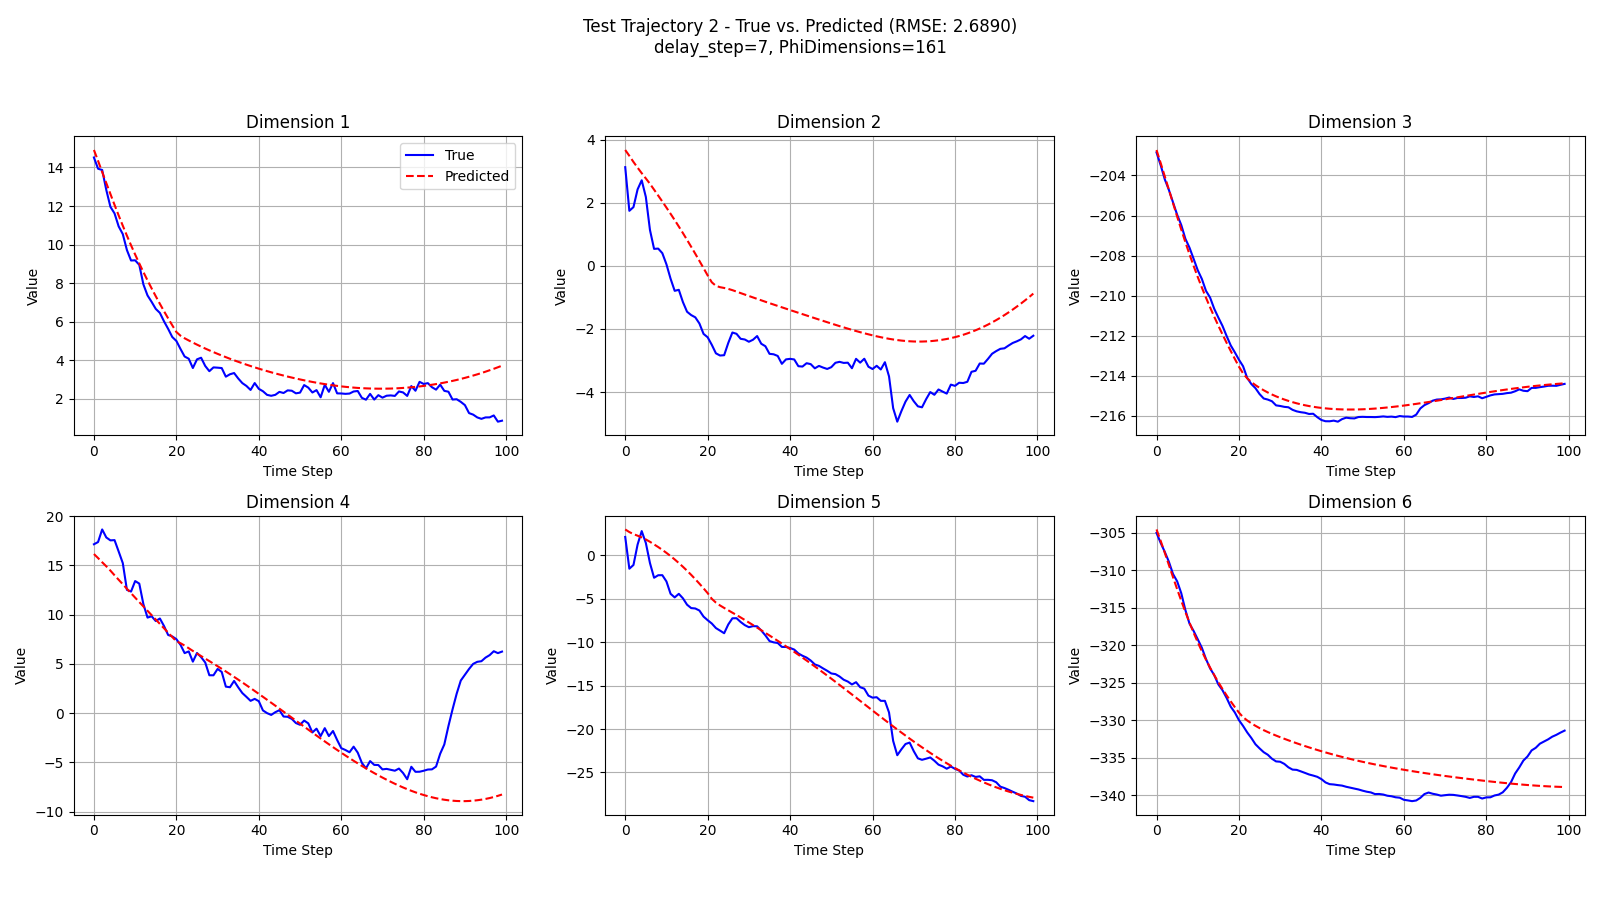 Test Trajectory 2 - True vs. Predicted (RMSE: 2.6890)
delay_step=7, PhiDimensions=161
Dimension 1
Value
14
12
10
8
6
4
2
0 20 40 60 80 100
Time Step
True
Predicted
Dimension 2
Value
4
2
0
−2
−4
0 20 40 60 80 100
Time Step
Dimension 3
Value
−204
−206
−208
−210
−212
−214
−216
0 20 40 60 80 100
Time Step
Dimension 4
Value
20
15
10
5
0
−5
−10
0 20 40 60 80 100
Time Step
Dimension 5
Value
0
−5
−10
−15
−20
−25
0 20 40 60 80 100
Time Step
Dimension 6
Value
−305
−310
−315
−320
−325
−330
−335
−340
0 20 40 60 80 100
Time Step